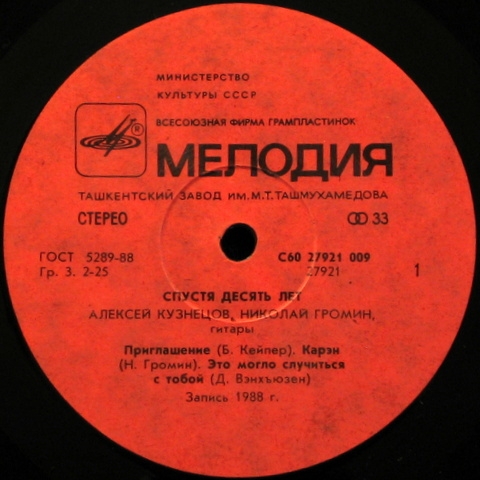 МИНИСТЕРСТВО
КУЛЬТУРЫ СССР
ВСЕСОЮЗНАЯ ФИРМА ГРАМПЛАСТИНОК
® МЕЛОДИЯ
ТАШКЕНТСКИЙ ЗАВОД ИМ.М.Т.ТАШМУХАМЕДОВА
СТЕРЕО 33
ГОСТ 5289-88 С60 27921 009
Гр. 3. 2-25 27921 1
СПУСТЯ ДЕСЯТЬ ЛЕТ
АЛЕКСЕЙ КУЗНЕЦОВ, НИКОЛАЙ ГРОМИН,
гитары
Приглашение (Б. Кейпер). Карэн
(Н. Громин). Это могло случиться
с тобой (Д. Вэнхъюзен)
Запись 1988 г.